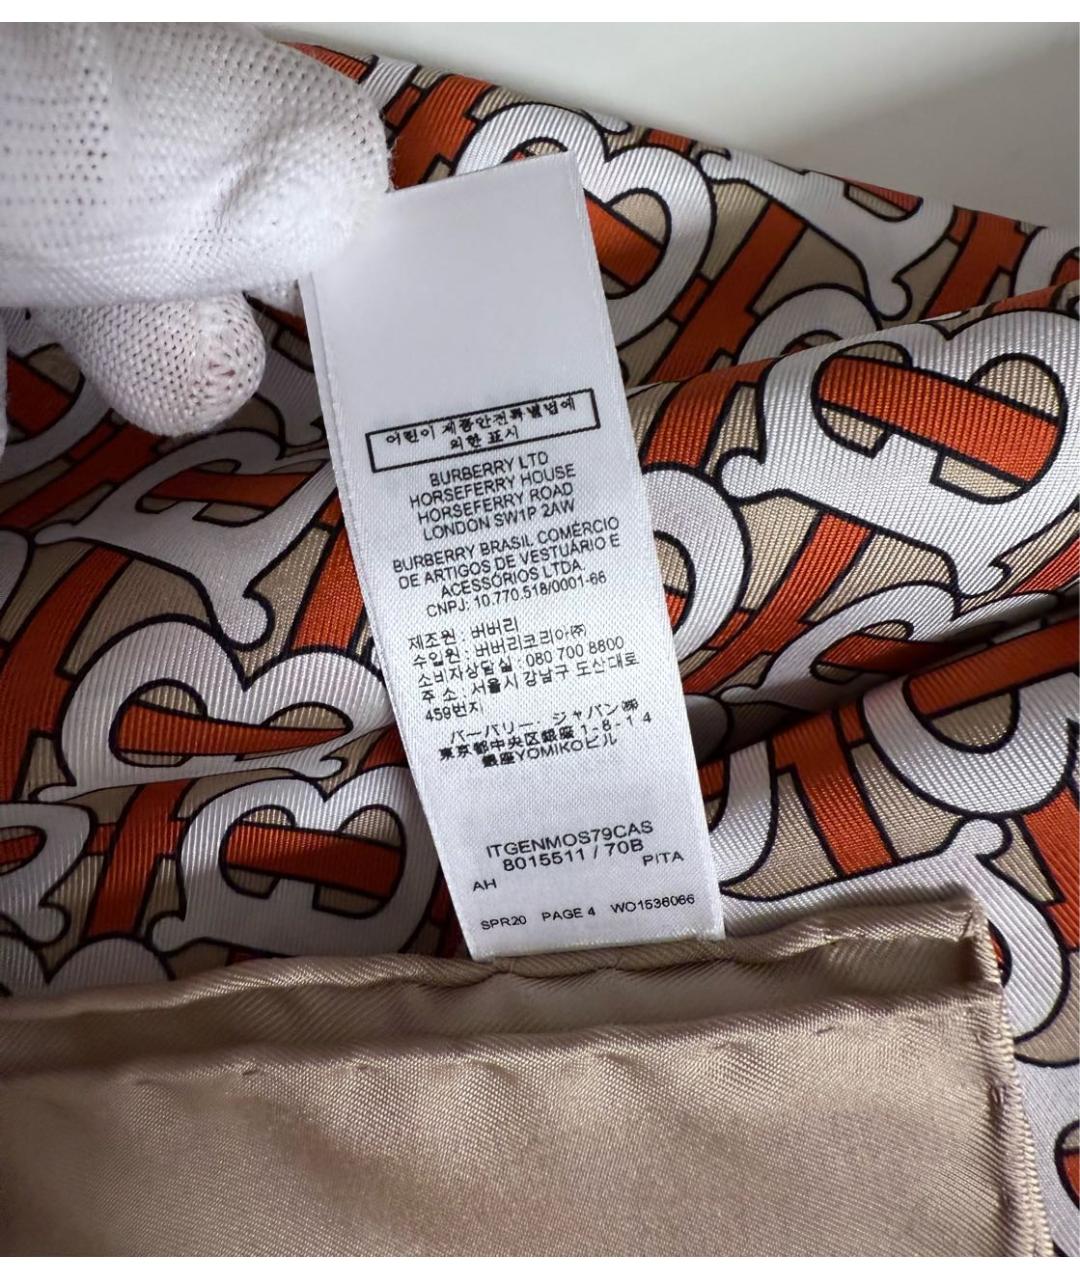 어린이 제품안전특별법에
의한 표시
BURBERRY LTD
HORSEFERRY HOUSE
HORSEFERRY ROAD
LONDON SW1P 2AW
BURBERRY BRASIL COMÉRCIO
DE ARTIGOS DE VESTUÁRIO E
ACESSÓRIOS LTDA.
CNPJ: 10.770.518/0001-66
제조원 : 버버리
수입원 : 버버리코리아㈜
소비자상담실 : 080 700 8800
주 소 : 서울시 강남구 도산대로
459번지
バーバリー・ジャパン㈱
東京都中央区銀座1-8-14
銀座YOMIKOビル
ITGENMOS79CAS
8015511 / 70B
AH PITA
SPR20 PAGE 4 WO1536066